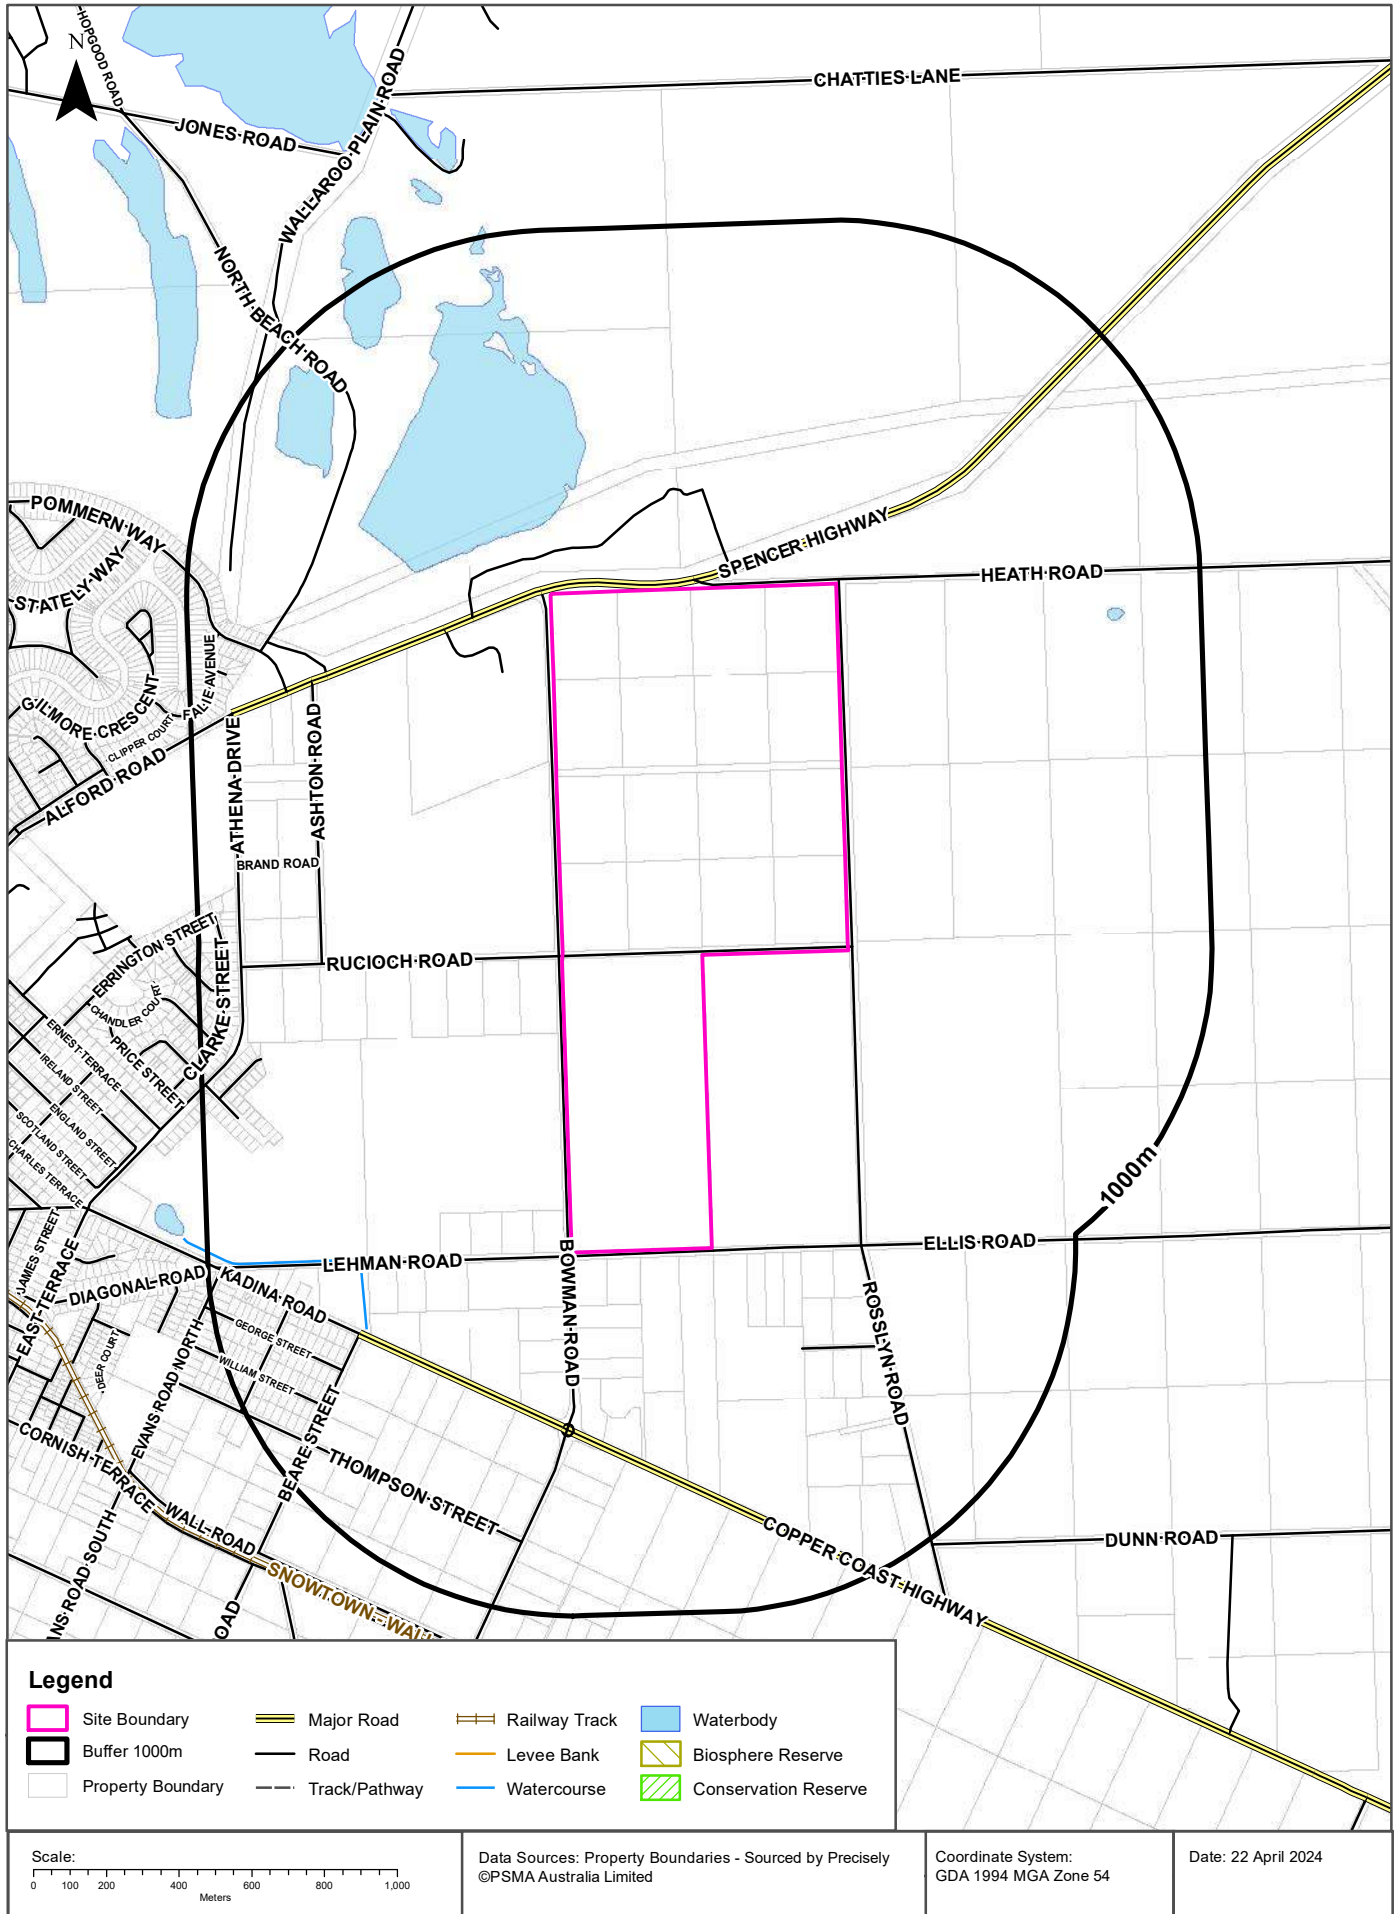 HOPGOOD ROAD
N
CHATTIES LANE
JONES ROAD
WALLAROO PLAIN ROAD
NORTH BEACH ROAD
POMMERN WAY
STATELY WAY
SPENCER HIGHWAY
HEATH ROAD
FALIE AVENUE
GILMORE CRESCENT
CLIPPER COURT
ALFORD ROAD
ATHENA DRIVE
ASHTON ROAD
BRAND ROAD
ERRINGTON STREET
RUCIOCH ROAD
CHANDLER COURT
CLARKE STREET
ERNEST TERRACE
PRICE STREET
IRELAND STREET
ENGLAND STREET
SCOTLAND STREET
CHARLES TERRACE
1000m
JAMES STREET
EAST TERRACE
ELLIS ROAD
LEHMAN ROAD
DIAGONAL ROAD
KADINA ROAD
BOWMAN ROAD
ROSSLYN ROAD
GEORGE STREET
DEER COURT
WILLIAM STREET
EVANS ROAD NORTH
BEARE STREET
CORNISH TERRACE
THOMPSON STREET
WALL ROAD
COPPER COAST HIGHWAY
DUNN ROAD
NS ROAD SOUTH
SNOWTOWN - WALL
OAD
Legend
Site Boundary
Major Road
Railway Track
Waterbody
Buffer 1000m
Road
Levee Bank
Biosphere Reserve
Property Boundary
Track/Pathway
Watercourse
Conservation Reserve
Scale:
0 100 200 400 600 800 1,000
Meters
Data Sources: Property Boundaries - Sourced by Precisely
©PSMA Australia Limited
Coordinate System:
GDA 1994 MGA Zone 54
Date: 22 April 2024